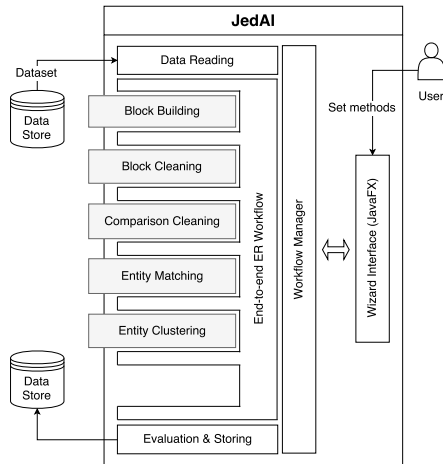 JedAI
Data Reading
Dataset
Data
Store
User
Set methods
Block Building
Block Cleaning
Comparison Cleaning
Entity Matching
Entity Clustering
End-to-end ER Workflow
Workflow Manager
Wizard Interface (JavaFX)
Data
Store
Evaluation & Storing